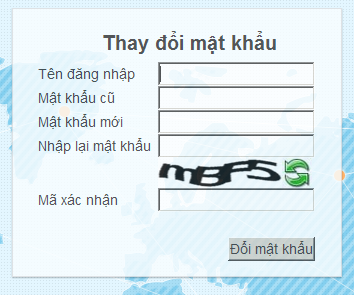 Thay đổi mật khẩu
Tên đăng nhập
Mật khẩu cũ
Mật khẩu mới
Nhập lại mật khẩu
Mã xác nhận
Đổi mật khẩu